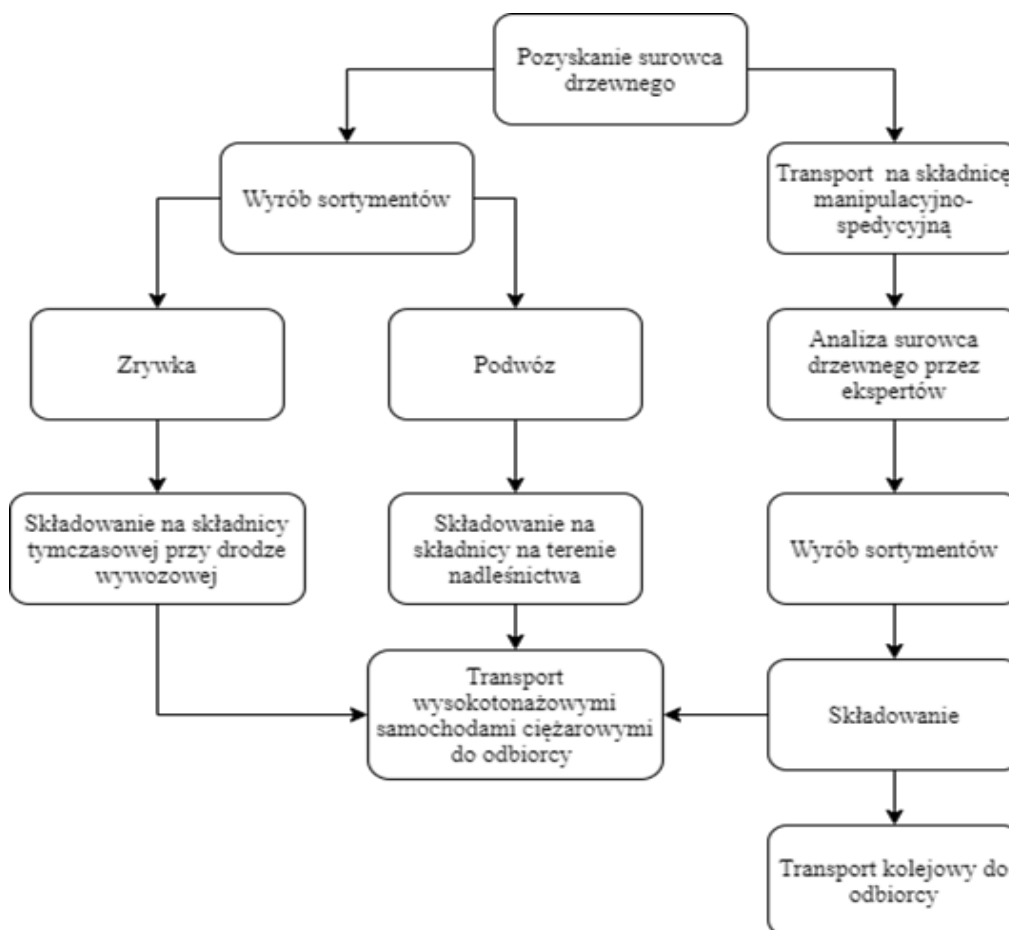 Pozyskanie surowca
drzewnego
Wyrób sortymentów
Transport na składnicę
manipulacyjno-
spedycyjną
Zrywka
Podwóz
Analiza surowca
drzewnego przez
ekspertów
Składowanie na składnicy
tymczasowej przy drodze
wywozowej
Składowanie na
składnicy na terenie
nadleśnictwa
Wyrób sortymentów
Transport
wysokotonażowymi
samochodami ciężarowymi
do odbiorcy
Składowanie
Transport kolejowy do
odbiorcy